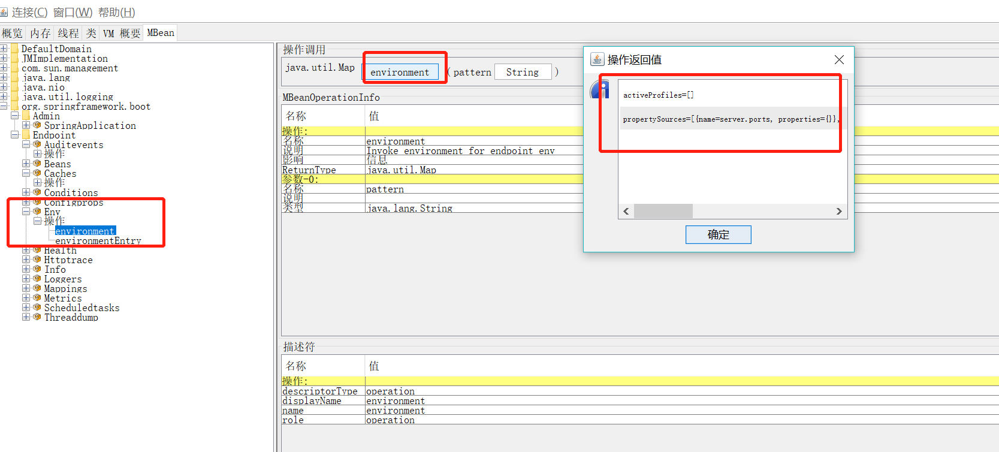 连接(C) 窗口(W) 帮助(H)
概览 内存 线程 类 VM 概要 MBean
DefaultDomain
JMImplementation
com.sun.management
java.lang
java.nio
java.util.logging
org.springframework.boot
Admin
SpringApplication
Endpoint
Auditevents
操作
Beans
Caches
操作
Conditions
Configprops
Env
操作
environment
environmentEntry
Health
Httptrace
Info
Loggers
Mappings
Metrics
Scheduledtasks
Threaddump
操作调用
java.util.Map environment ( pattern String )
MBeanOperationInfo
名称 值
操作:
名称 environment
说明 Invoke environment for endpoint env
影响 信息
ReturnType java.util.Map
参数-0:
名称 pattern
说明
类型 java.lang.String
描述符
名称 值
操作:
descriptorType operation
displayName environment
name environment
role operation
操作返回值
activeProfiles=[]
propertySources=[{name=server.ports, properties={}},
确定